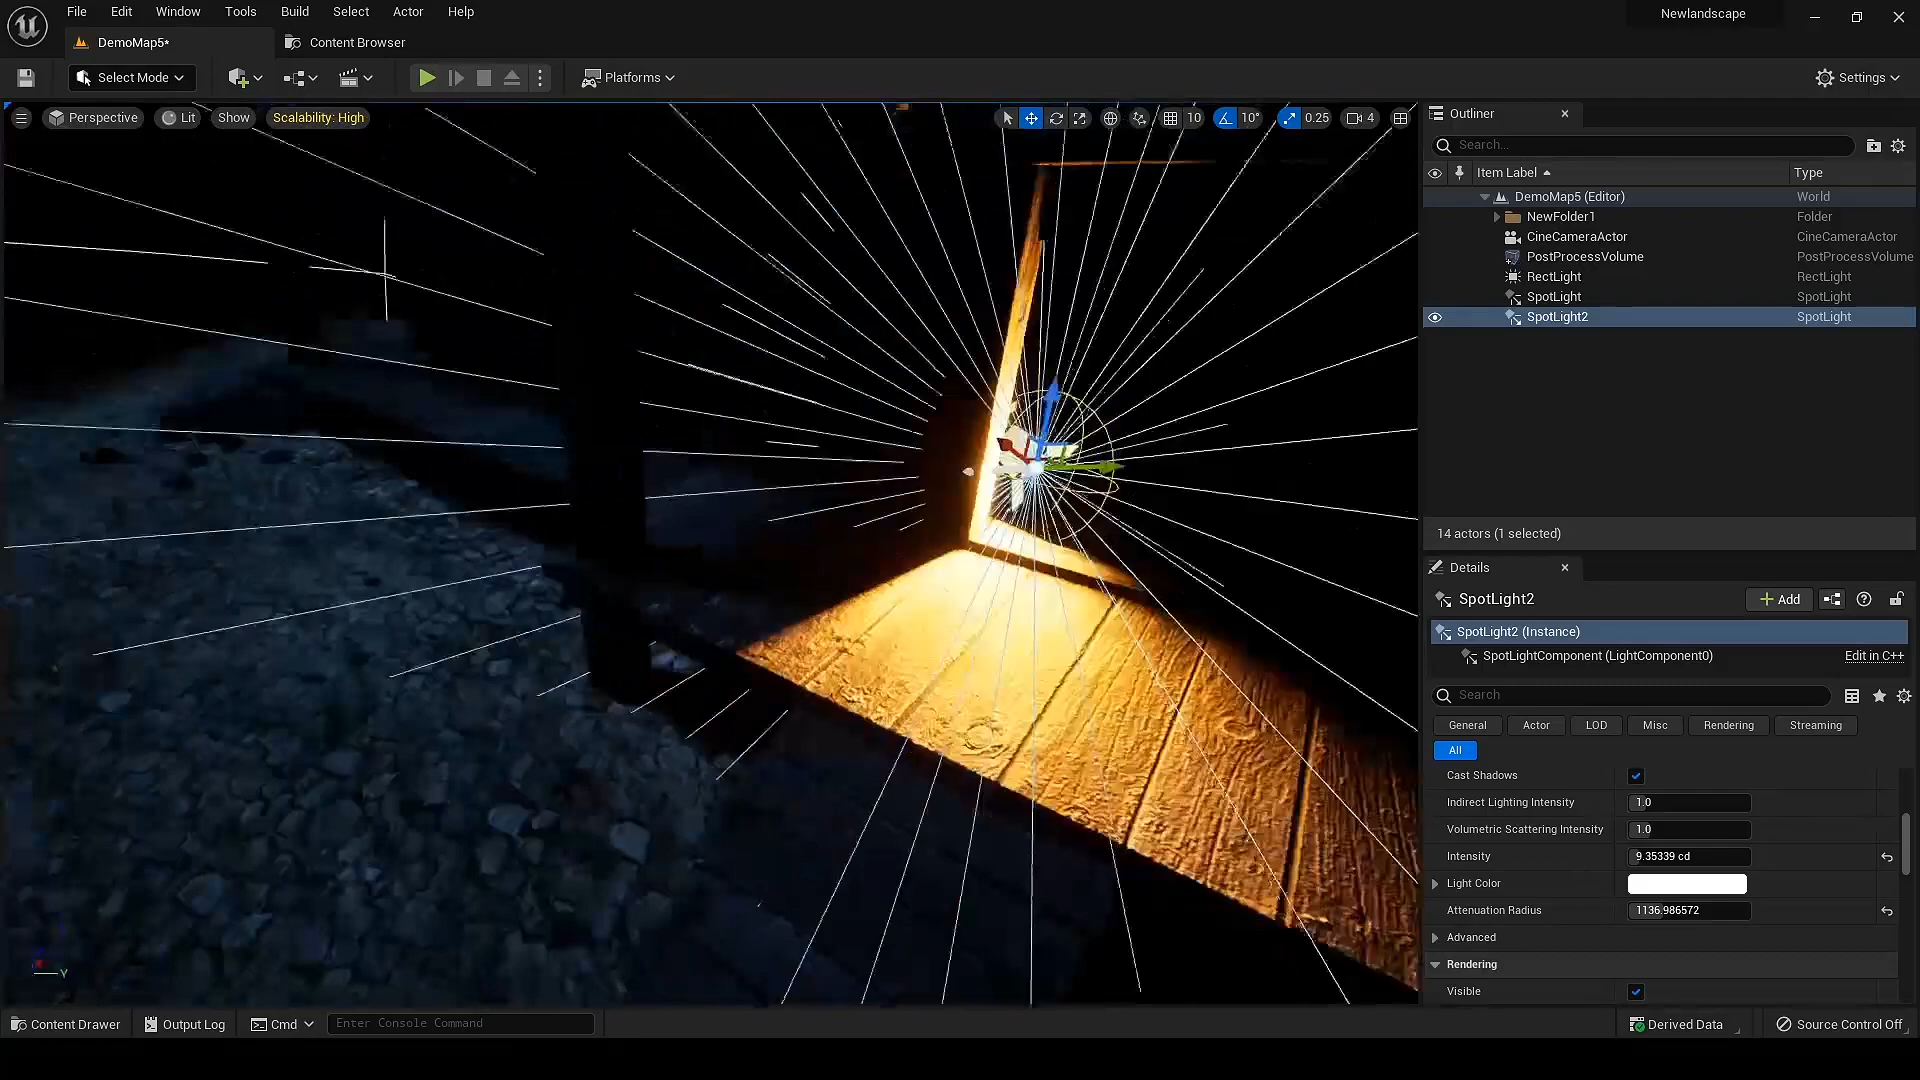 File Edit Window Tools Build Select Actor Help
Newlandscape
DemoMap5*
Content Browser
Select Mode
Platforms
Settings
Perspective
Lit
Show
Scalability: High
10
10°
0.25
4
Outliner
Search...
Item Label
Type
DemoMap5 (Editor)
World
NewFolder1
Folder
CineCameraActor
CineCameraActor
PostProcessVolume
PostProcessVolume
RectLight
RectLight
SpotLight
SpotLight
SpotLight2
SpotLight
14 actors (1 selected)
Details
SpotLight2
Add
SpotLight2 (Instance)
SpotLightComponent (LightComponent0)
Edit in C++
Search
General
Actor
LOD
Misc
Rendering
Streaming
All
Cast Shadows
Indirect Lighting Intensity
1.0
Volumetric Scattering Intensity
1.0
Intensity
9.35339 cd
Light Color
Attenuation Radius
1136.986572
Advanced
Rendering
Visible
Y
Content Drawer
Output Log
Cmd
Enter Console Command
Derived Data
Source Control Off